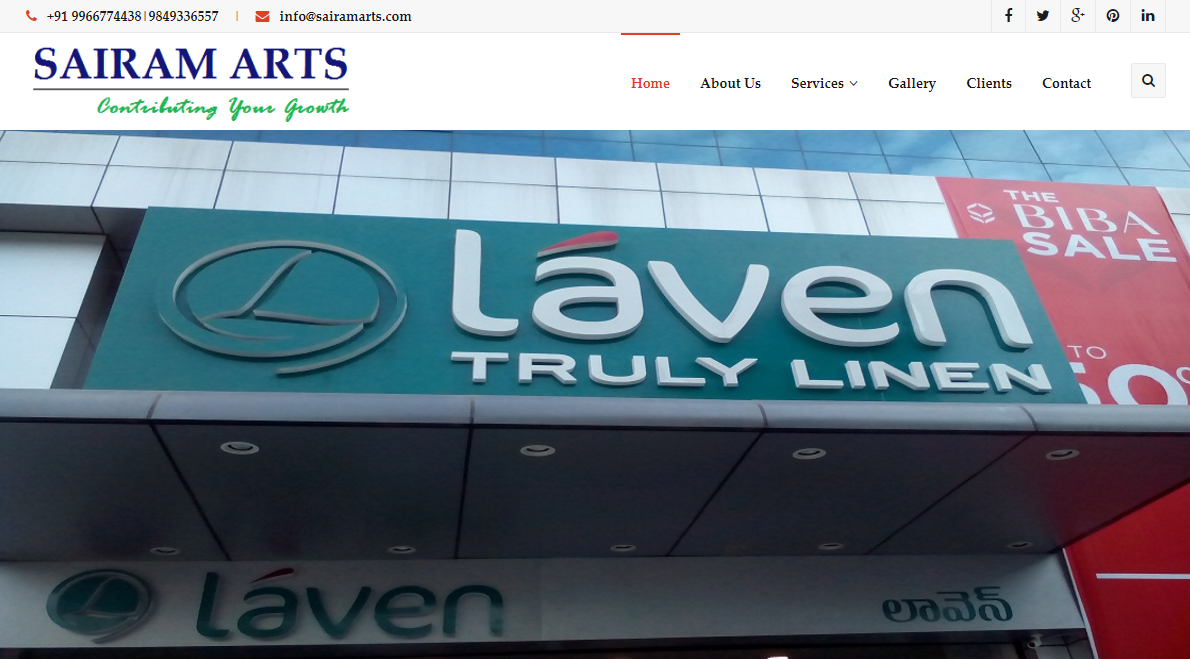 +91 9966774438|9849336557 | info@sairamarts.com
SAIRAM ARTS
Contributing Your Growth
Home About Us Services Gallery Clients Contact
THE
BIBA
SALE
láven
TRULY LINEN
TO
50%
láven
లావెన్